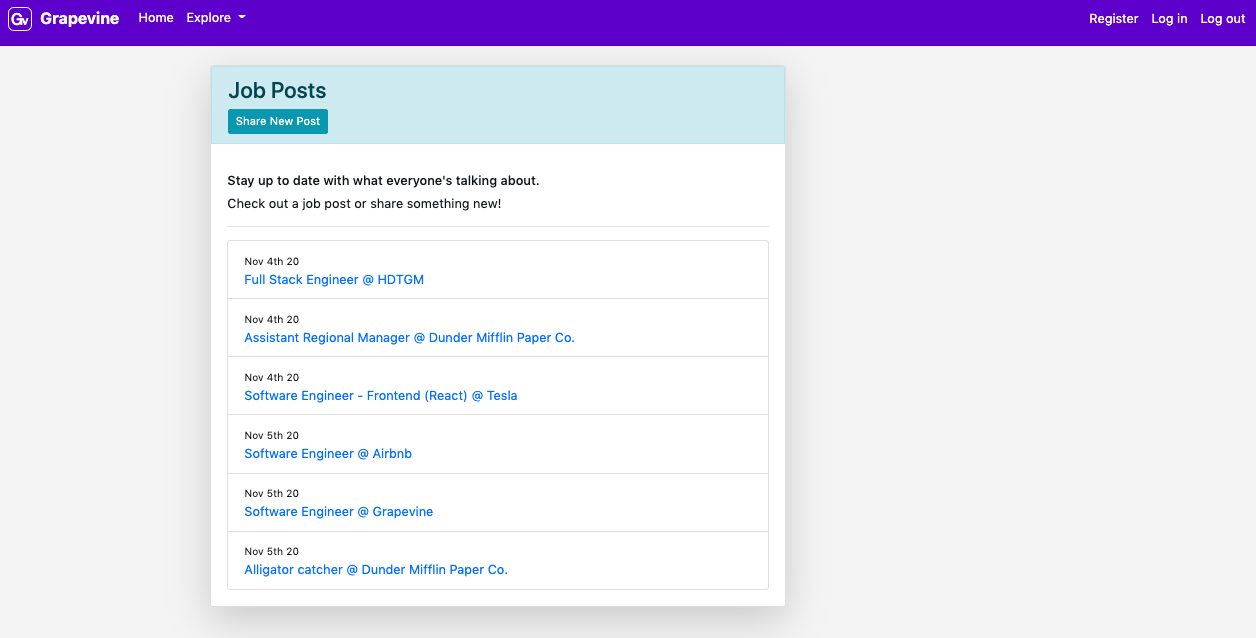 Gv Grapevine Home Explore Register Log in Log out
Job Posts
Share New Post
Stay up to date with what everyone's talking about.
Check out a job post or share something new!
Nov 4th 20
Full Stack Engineer @ HDTGM
Nov 4th 20
Assistant Regional Manager @ Dunder Mifflin Paper Co.
Nov 4th 20
Software Engineer - Frontend (React) @ Tesla
Nov 5th 20
Software Engineer @ Airbnb
Nov 5th 20
Software Engineer @ Grapevine
Nov 5th 20
Alligator catcher @ Dunder Mifflin Paper Co.